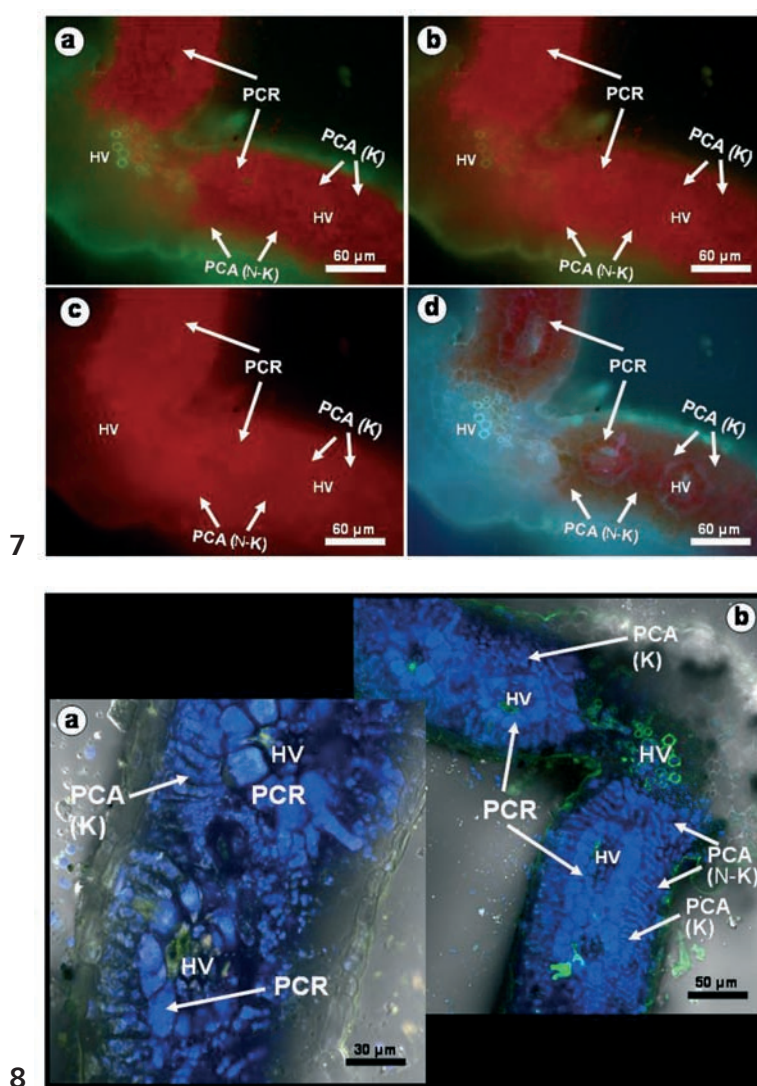 a
PCR
PCA (K)
HV
HV
PCA (N-K)
60 µm
b
PCR
PCA (K)
HV
HV
PCA (N-K)
60 µm
c
PCR
PCA (K)
HV
HV
PCA (N-K)
60 µm
d
PCR
PCA (K)
HV
HV
PCA (N-K)
60 µm
7
a
HV
PCA
(K)
PCR
HV
PCR
30 µm
b
PCA
(K)
HV
HV
PCR
HV
PCA
(N-K)
PCA
(K)
50 µm
8